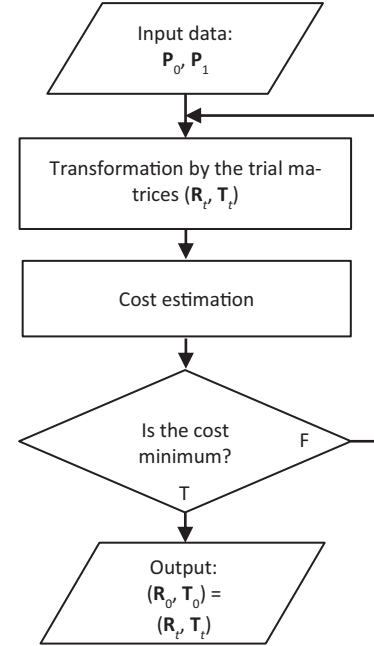 Input data:
P₀, P₁
Transformation by the trial ma-
trices (Rₜ, Tₜ)
Cost estimation
Is the cost
minimum?
F
T
Output:
(R₀, T₀) =
(Rₜ, Tₜ)